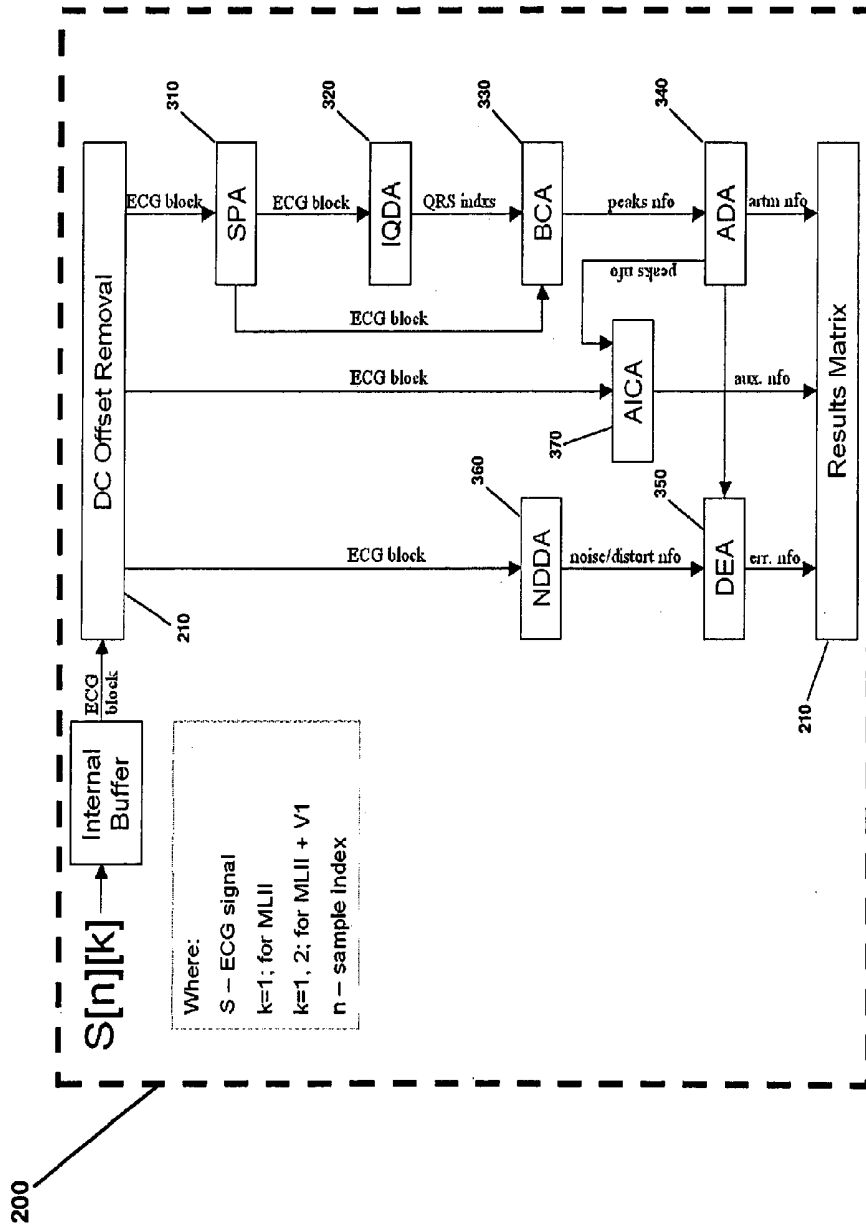 200
S[n][k]
Internal
Buffer
ECG
block
DC Offset Removal
210
Where:
S – ECG signal
k=1; for MLII
k=1, 2; for MLII + V1
n – sample index
ECG block
SPA
310
ECG block
IQDA
320
QRS indxs
BCA
330
peaks nfo
ADA
340
artm nfo
ECG block
peaks nfo
ECG block
AICA
370
aux. nfo
ECG block
NDDA
360
noise/distort nfo
DEA
350
err. nfo
Results Matrix
210